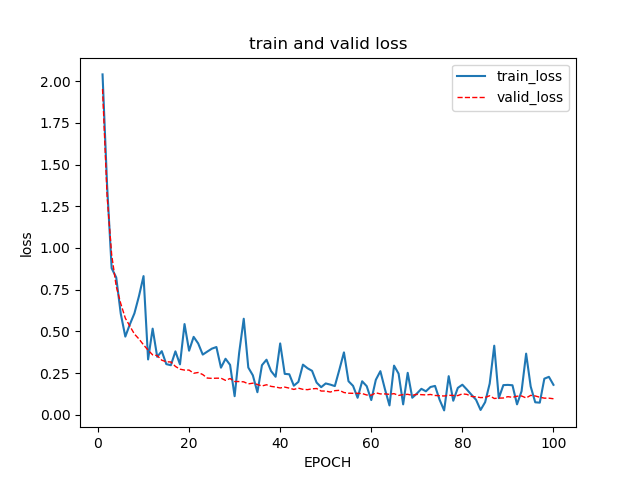 train and valid loss
train_loss
valid_loss
2.00
1.75
1.50
1.25
1.00
0.75
0.50
0.25
0.00
loss
0 20 40 60 80 100
EPOCH